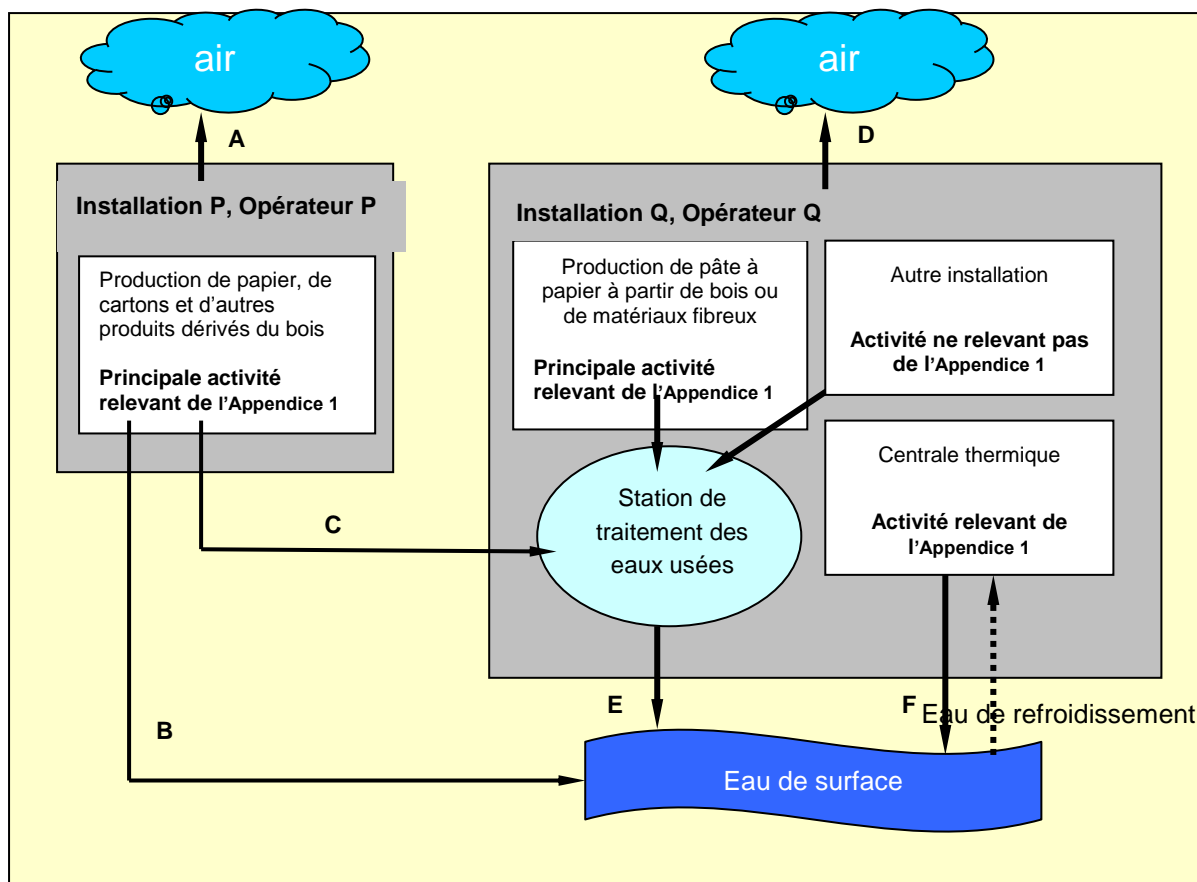 air
air
A
D
Installation P, Opérateur P
Production de papier, de
cartons et d'autres
produits dérivés du bois
Principale activité
relevant de l'Appendice 1
Installation Q, Opérateur Q
Production de pâte à
papier à partir de bois ou
de matériaux fibreux
Principale activité
relevant de l'Appendice 1
Autre installation
Activité ne relevant pas
de l'Appendice 1
Centrale thermique
Activité relevant de
l'Appendice 1
Station de
traitement des
eaux usées
C
B
E
F
Eau de refroidissement
Eau de surface